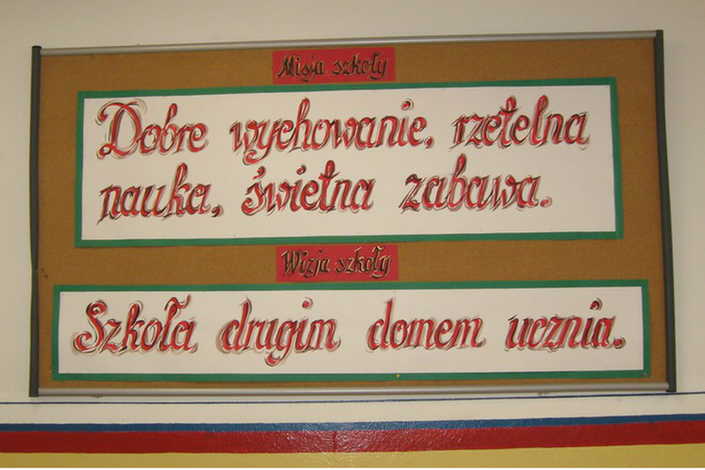 Misja szkoły
Dobre wychowanie, rzetelna
nauka, świetna zabawa.
Wizja szkoły
Szkoła drugim domem ucznia.